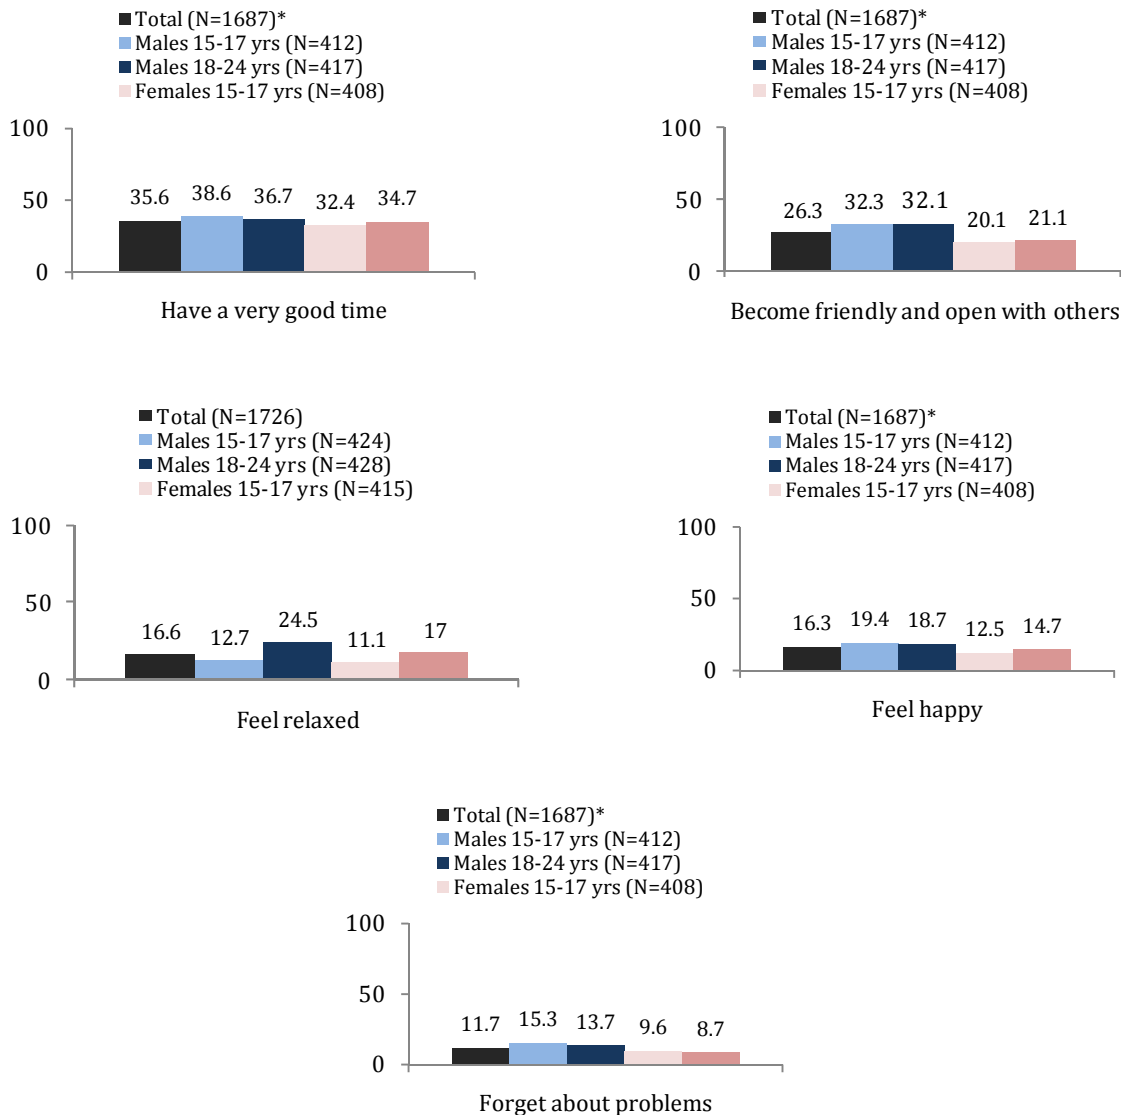 Total (N=1687)*
Males 15-17 yrs (N=412)
Males 18-24 yrs (N=417)
Females 15-17 yrs (N=408)
100
50
0
35.6 38.6 36.7 32.4 34.7
Have a very good time
Total (N=1687)*
Males 15-17 yrs (N=412)
Males 18-24 yrs (N=417)
Females 15-17 yrs (N=408)
100
50
0
26.3 32.3 32.1 20.1 21.1
Become friendly and open with others
Total (N=1726)
Males 15-17 yrs (N=424)
Males 18-24 yrs (N=428)
Females 15-17 yrs (N=415)
100
50
0
16.6 12.7 24.5 11.1 17
Feel relaxed
Total (N=1687)*
Males 15-17 yrs (N=412)
Males 18-24 yrs (N=417)
Females 15-17 yrs (N=408)
100
50
0
16.3 19.4 18.7 12.5 14.7
Feel happy
Total (N=1687)*
Males 15-17 yrs (N=412)
Males 18-24 yrs (N=417)
Females 15-17 yrs (N=408)
100
50
0
11.7 15.3 13.7 9.6 8.7
Forget about problems